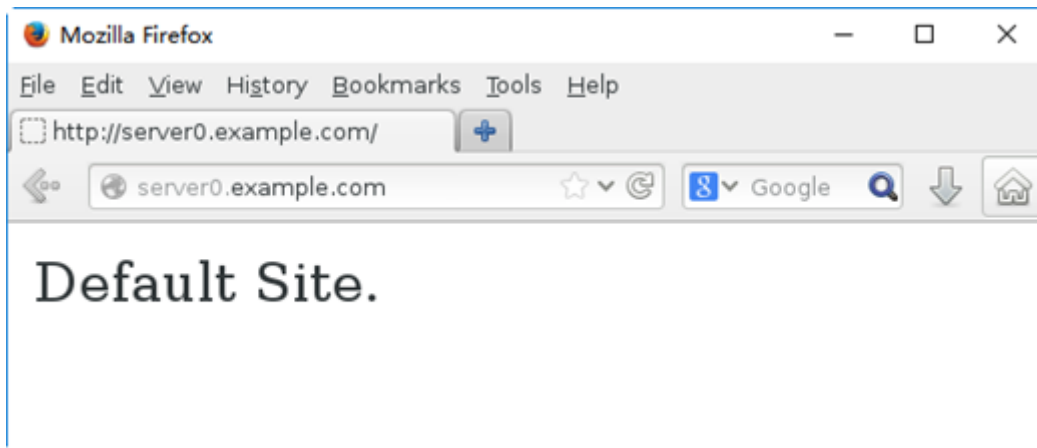 Mozilla Firefox
File Edit View History Bookmarks Tools Help
http://server0.example.com/
server0.example.com 8 Google
Default Site.